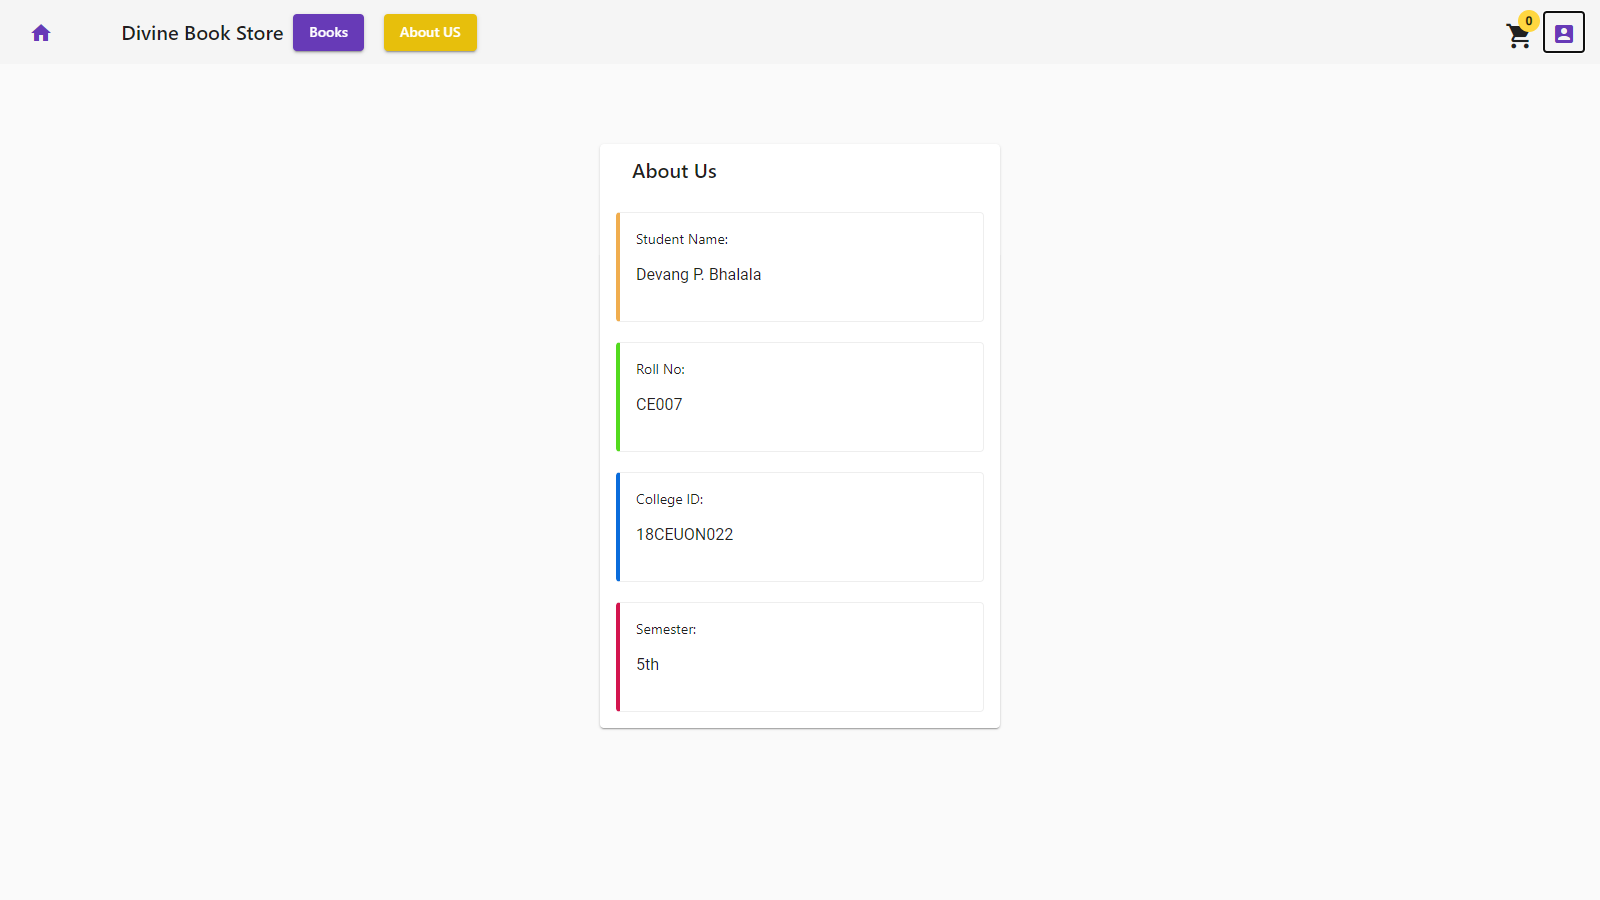 Divine Book Store Books About US 0
About Us
Student Name:
Devang P. Bhalala
Roll No:
CE007
College ID:
18CEUON022
Semester:
5th